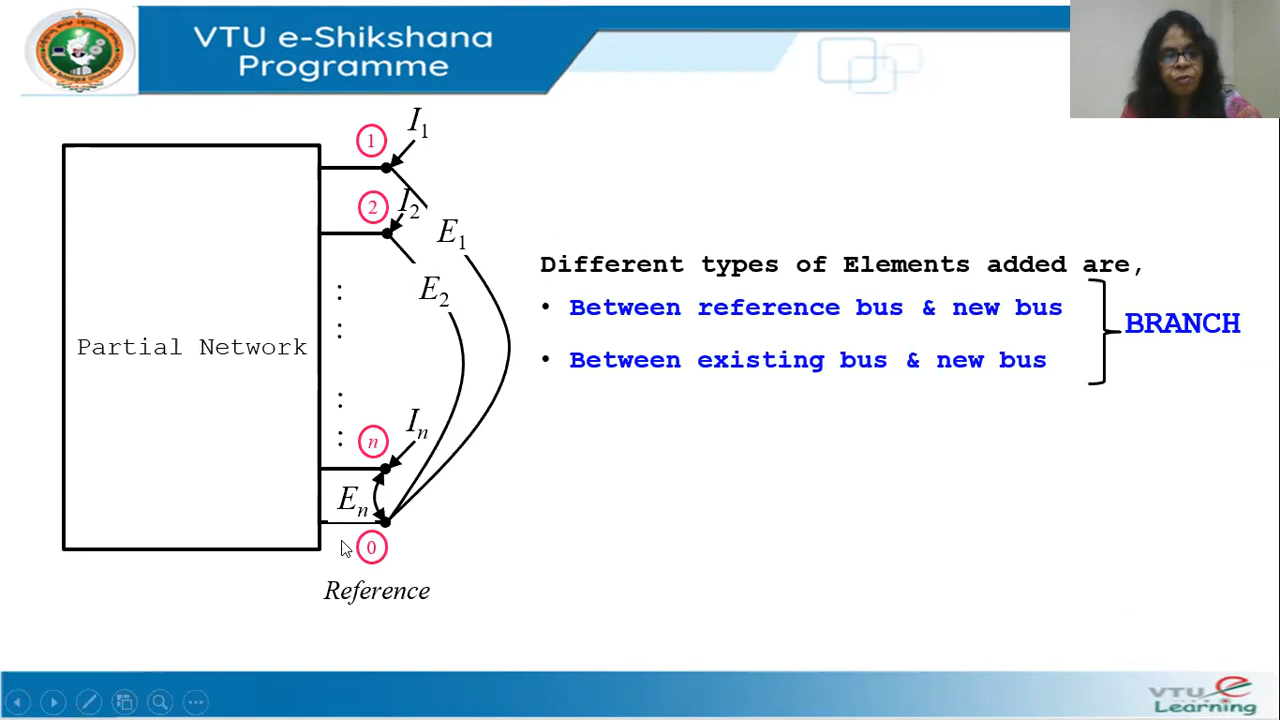 VTU e-Shikshana
Programme
1
I1
2
I2
E1
E2
:
:
Partial Network
:
:
n
In
En
0
Reference
Different types of Elements added are,
• Between reference bus & new bus
• Between existing bus & new bus
BRANCH
VTU
Learning